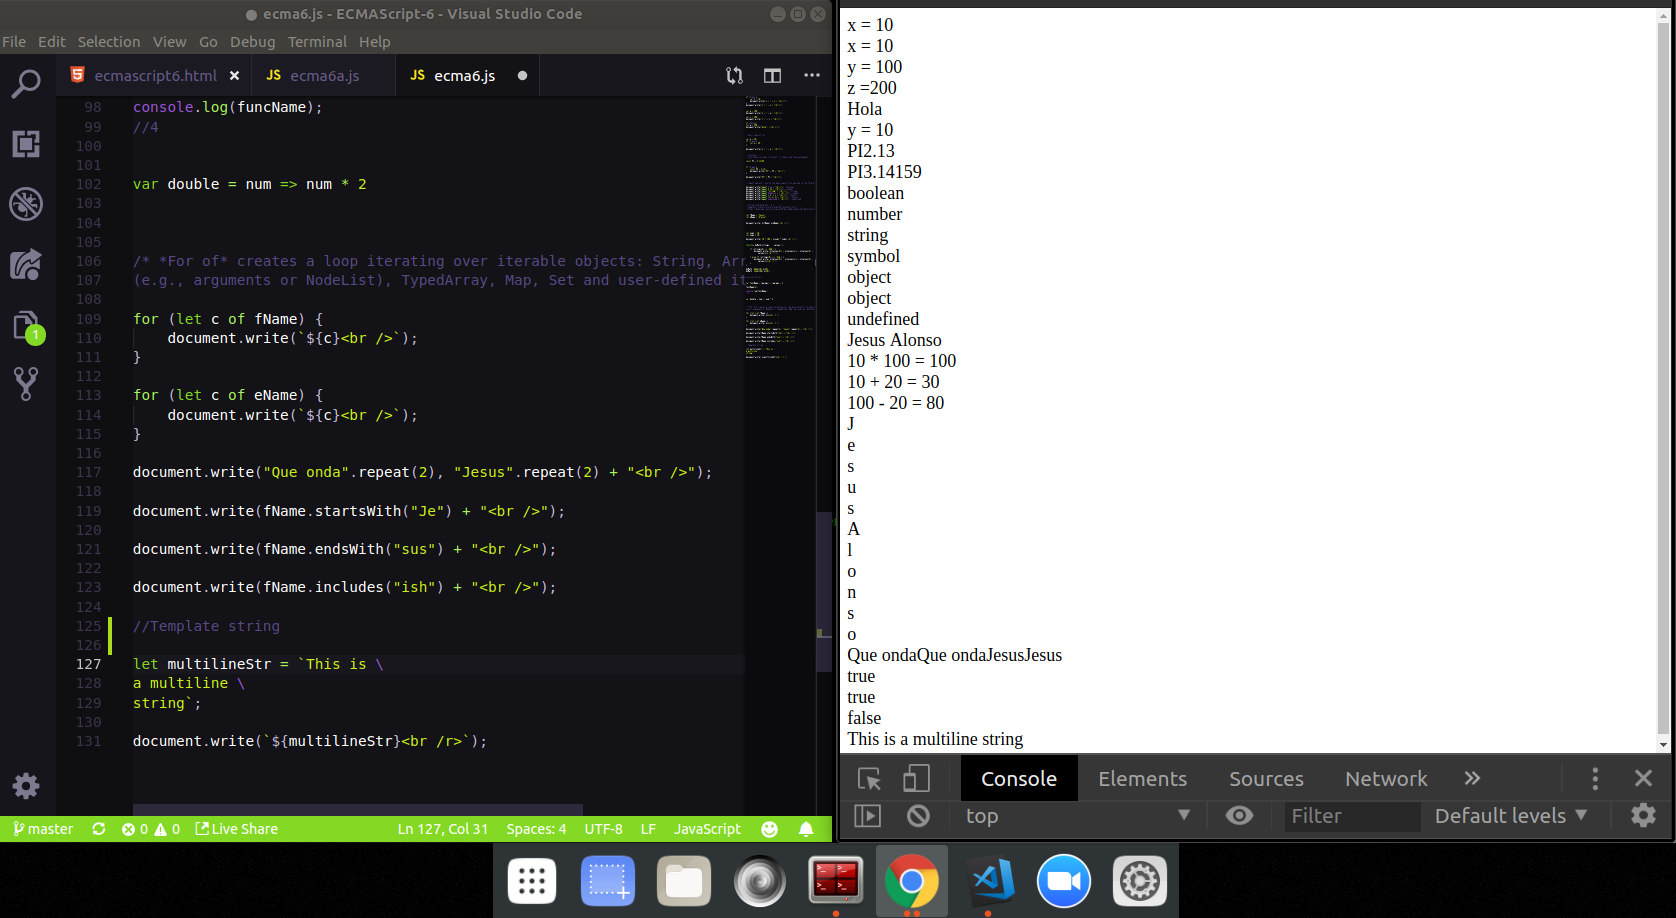 ecma6.js - ECMAScript-6 - Visual Studio Code
File Edit Selection View Go Debug Terminal Help
ecmascript6.html JS ecma6a.js JS ecma6.js
98 console.log(funcName);
99 //4
100
101
102 var double = num => num * 2
103
104
105
106 /* *For of* creates a loop iterating over iterable objects: String, Arr
107 (e.g., arguments or NodeList), TypedArray, Map, Set and user-defined it
108
109 for (let c of fName) {
110 document.write(`${c}<br />`);
111 }
112
113 for (let c of eName) {
114 document.write(`${c}<br />`);
115 }
116
117 document.write("Que onda".repeat(2), "Jesus".repeat(2) + "<br />");
118
119 document.write(fName.startsWith("Je") + "<br />");
120
121 document.write(fName.endsWith("sus") + "<br />");
122
123 document.write(fName.includes("ish") + "<br />");
124
125 //Template string
126
127 let multilineStr = `This is \
128 a multiline \
129 string`;
130
131 document.write(`${multilineStr}<br /r>`);
1
master 0 0 Live Share Ln 127, Col 31 Spaces: 4 UTF-8 LF JavaScript
x = 10
x = 10
y = 100
z =200
Hola
y = 10
PI2.13
PI3.14159
boolean
number
string
symbol
object
object
undefined
Jesus Alonso
10 * 100 = 100
10 + 20 = 30
100 - 20 = 80
J
e
s
u
s
A
l
o
n
s
o
Que ondaQue ondaJesusJesus
true
true
false
This is a multiline string
Console Elements Sources Network »
top Filter Default levels